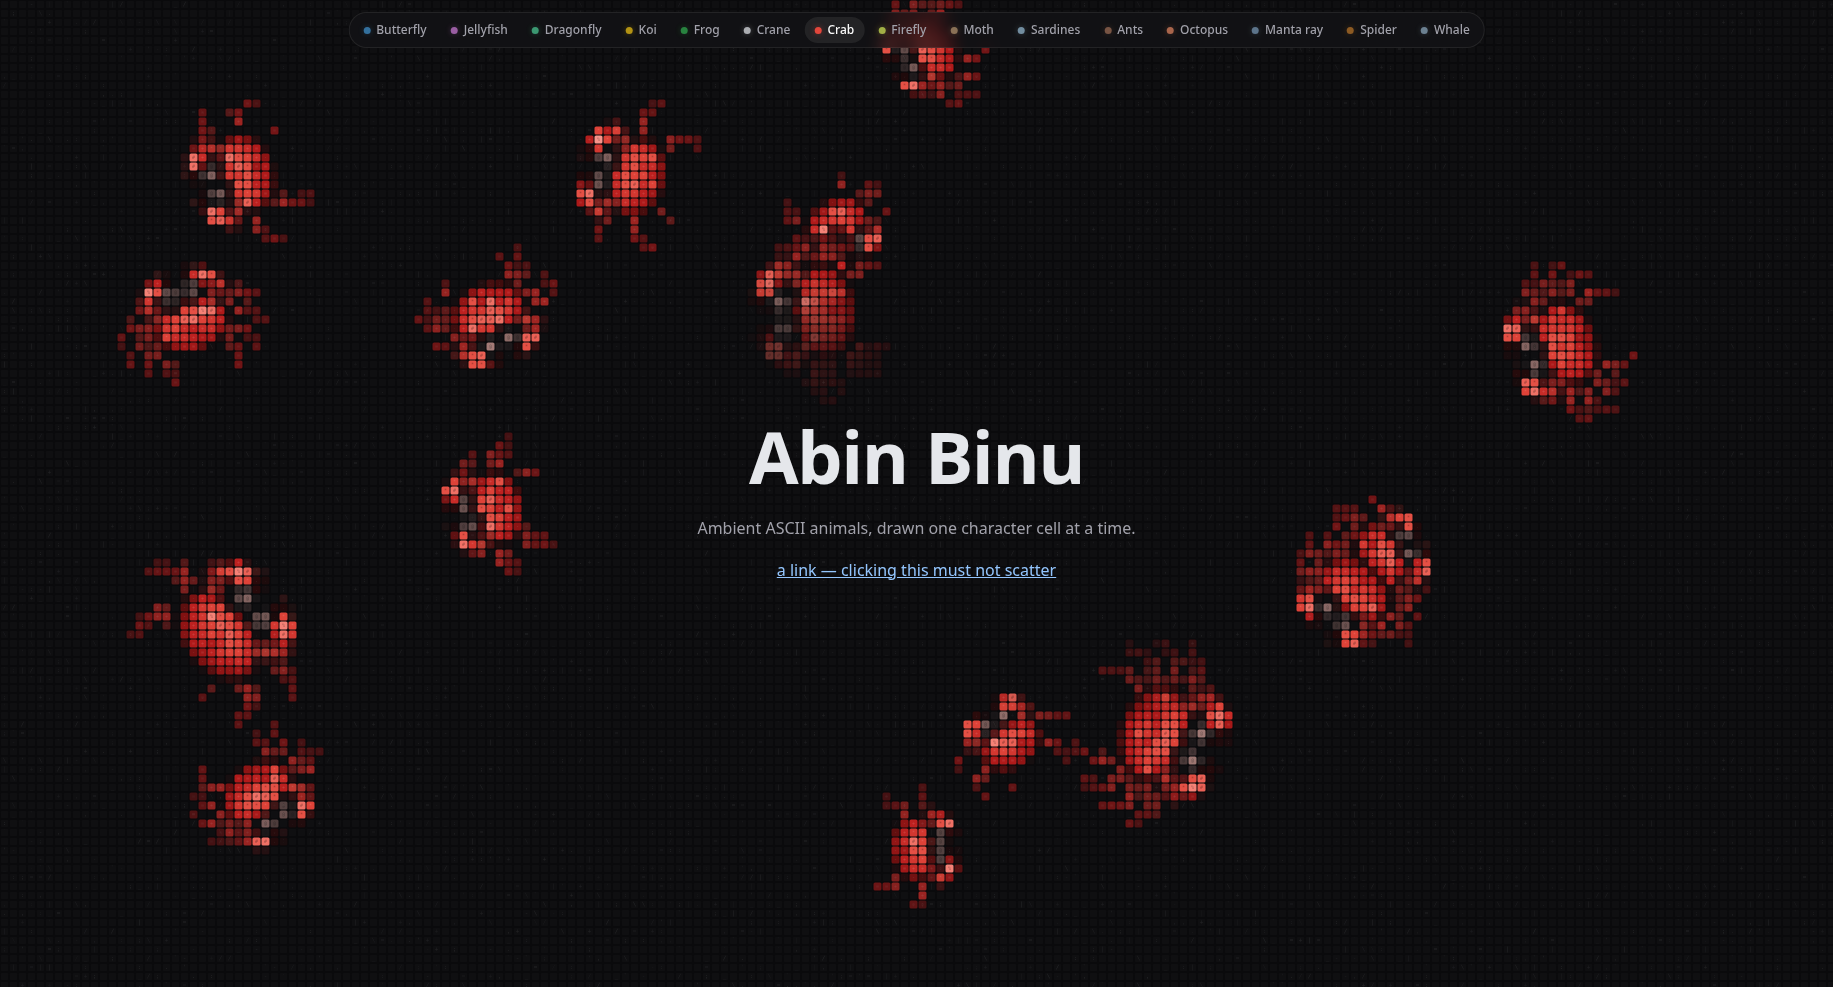 Butterfly Jellyfish Dragonfly Koi Frog Crane Crab Firefly Moth Sardines Ants Octopus Manta ray Spider Whale
Abin Binu
Ambient ASCII animals, drawn one character cell at a time.
a link — clicking this must not scatter